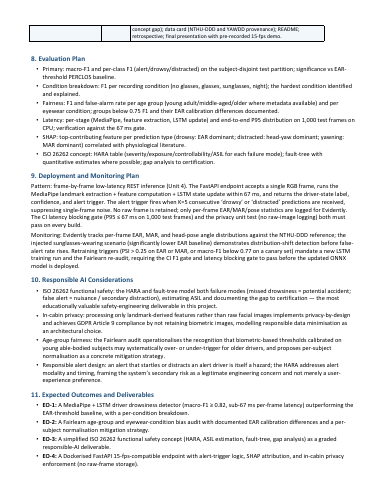 concept gap); data card (NTHU-DDD and YAWDD provenance); README;
retrospective; final presentation with pre-recorded 15-fps demo.
8. Evaluation Plan
• Primary: macro-F1 and per-class F1 (alert/drowsy/distracted) on the subject-disjoint test partition; significance vs EAR-
threshold PERCLOS baseline.
• Condition breakdown: F1 per recording condition (no glasses, glasses, sunglasses, night); the hardest condition identified
and explained.
• Fairness: F1 and false-alarm rate per age group (young adult/middle-aged/older where metadata available) and per
eyewear condition; groups below 0.75 F1 and their EAR calibration differences documented.
• Latency: per-stage (MediaPipe, feature extraction, LSTM update) and end-to-end P95 distribution on 1,000 test frames on
CPU; verification against the 67 ms gate.
• SHAP: top-contributing feature per prediction type (drowsy: EAR dominant; distracted: head-yaw dominant; yawning:
MAR dominant) correlated with physiological literature.
• ISO 26262 concept: HARA table (severity/exposure/controllability/ASIL for each failure mode); fault-tree with
quantitative estimates where possible; gap analysis to certification.
9. Deployment and Monitoring Plan
Pattern: frame-by-frame low-latency REST inference (Unit 4). The FastAPI endpoint accepts a single RGB frame, runs the
MediaPipe landmark extraction + feature computation + LSTM state update within 67 ms, and returns the driver-state label,
confidence, and alert trigger. The alert trigger fires when K=5 consecutive 'drowsy' or 'distracted' predictions are received,
suppressing single-frame noise. No raw frame is retained; only per-frame EAR/MAR/pose statistics are logged for Evidently.
The CI latency blocking gate (P95 ≤ 67 ms on 1,000 test frames) and the privacy unit test (no raw-image logging) both must
pass on every build.
Monitoring: Evidently tracks per-frame EAR, MAR, and head-pose distributions against the NTHU-DDD reference; the
injected sunglasses-wearing scenario (significantly lower EAR baseline) demonstrates distribution-shift detection before false-
alert rate rises. Retraining triggers (PSI > 0.25 on EAR or MAR, or macro-F1 below 0.77 on a canary set) mandate a new LSTM
training run and the Fairlearn re-audit, requiring the CI F1 gate and latency blocking gate to pass before the updated ONNX
model is deployed.
10. Responsible AI Considerations
• ISO 26262 functional safety: the HARA and fault-tree model both failure modes (missed drowsiness = potential accident;
false alert = nuisance / secondary distraction), estimating ASIL and documenting the gap to certification — the most
educationally valuable safety-engineering deliverable in this project.
• In-cabin privacy: processing only landmark-derived features rather than raw facial images implements privacy-by-design
and achieves GDPR Article 9 compliance by not retaining biometric images, modelling responsible data minimisation as
an architectural choice.
• Age-group fairness: the Fairlearn audit operationalises the recognition that biometric thresholds calibrated on
young able-bodied subjects may systematically over- or under-trigger for older drivers, and proposes per-subject
normalisation as a concrete mitigation strategy.
• Responsible alert design: an alert that startles or distracts an alert driver is itself a hazard; the HARA addresses alert
modality and timing, framing the system's secondary risk as a legitimate engineering concern and not merely a user-
experience preference.
11. Expected Outcomes and Deliverables
• EO-1: A MediaPipe + LSTM driver drowsiness detector (macro-F1 ≥ 0.82, sub-67 ms per-frame latency) outperforming the
EAR-threshold baseline, with a per-condition breakdown.
• EO-2: A Fairlearn age-group and eyewear-condition bias audit with documented EAR calibration differences and a per-
subject normalisation mitigation strategy.
• EO-3: A simplified ISO 26262 functional safety concept (HARA, ASIL estimation, fault-tree, gap analysis) as a graded
responsible-AI deliverable.
• EO-4: A Dockerised FastAPI 15-fps-compatible endpoint with alert-trigger logic, SHAP attribution, and in-cabin privacy
enforcement (no raw-frame storage).